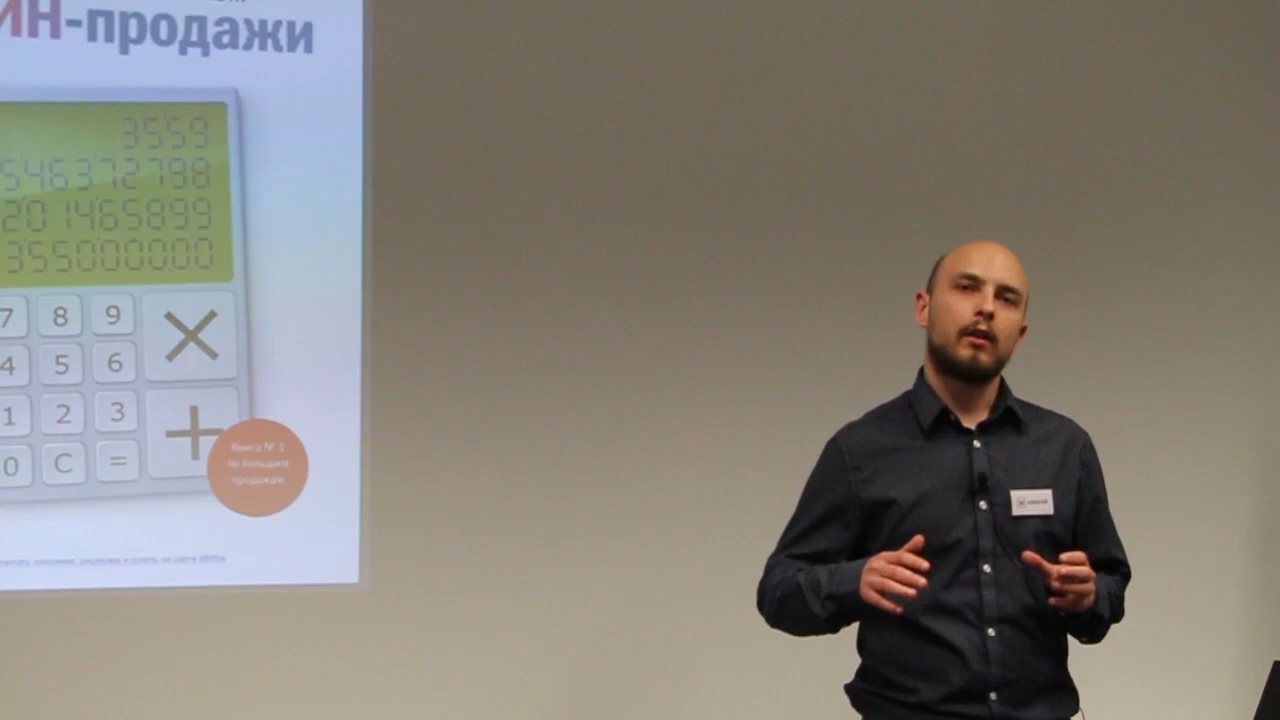 ИН-продажи
3559
546372798
201465899
355000000
7 8 9 ×
4 5 6
1 2 3 +
0 C =
Книга № 1
по большим
продажам